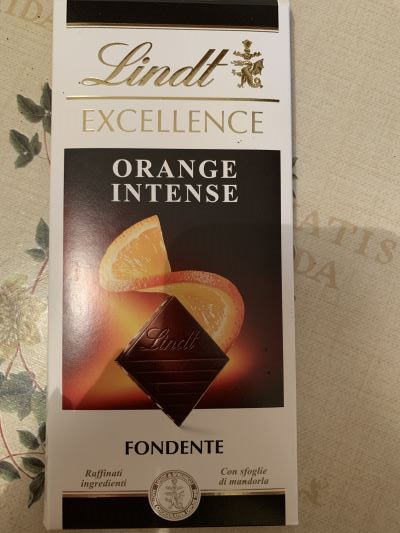 Lindt
EXCELLENCE
ORANGE
INTENSE
Lindt
FONDENTE
Raffinati
ingredienti
Con sfoglie
di mandorla